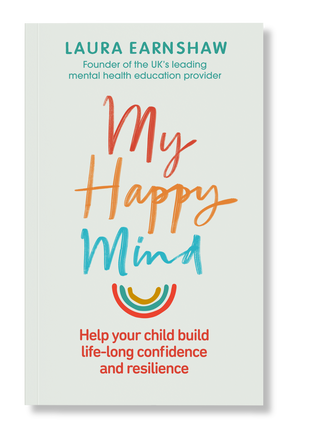 LAURA EARNSHAW
Founder of the UK's leading
mental health education provider
My
Happy
Mind
Help your child build
life-long confidence
and resilience